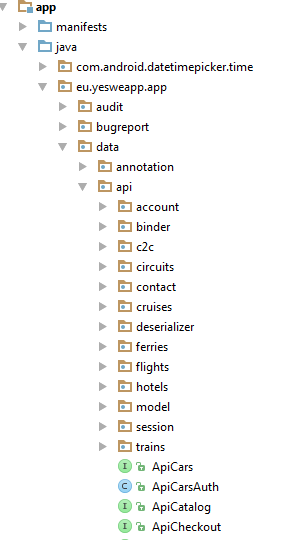 app
manifests
java
com.android.datetimepicker.time
eu.yesweapp.app
audit
bugreport
data
annotation
api
account
binder
c2c
circuits
contact
cruises
deserializer
ferries
flights
hotels
model
session
trains
I ApiCars
C ApiCarsAuth
I ApiCatalog
I ApiCheckout